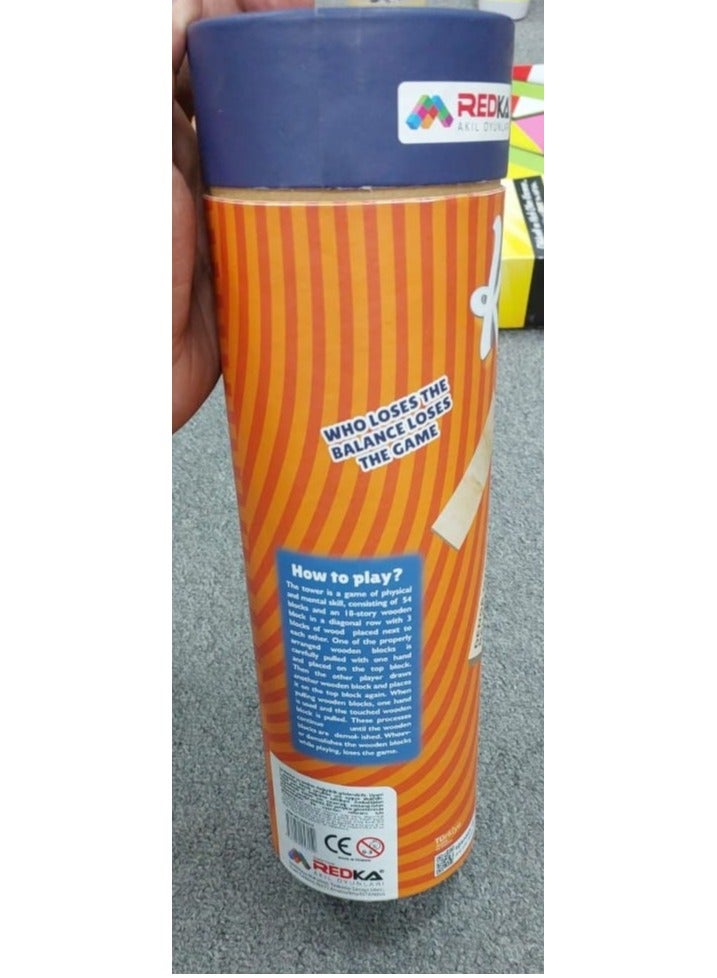 REDKA
AKIL OYUNLARI
WHO LOSES THE
BALANCE LOSES
THE GAME
How to play?
The tower is a game of physical
and mental skill, consisting of 54
blocks and an 18-story wooden
block in a diagonal row with 3
blocks of wood placed next to
each other. One of the properly
arranged wooden blocks is
carefully pulled with one hand
and placed on the top block.
Then the other player draws
another wooden block and places
it on the top block again. When
pulling wooden blocks, one hand
is used and the touched wooden
block is pulled. These processes
continue until the wooden
blocks are demol-ished. Whoev-
er demolishes the wooden blocks
while playing, loses the game.
CE
REDKA
AKIL OYUNLARI